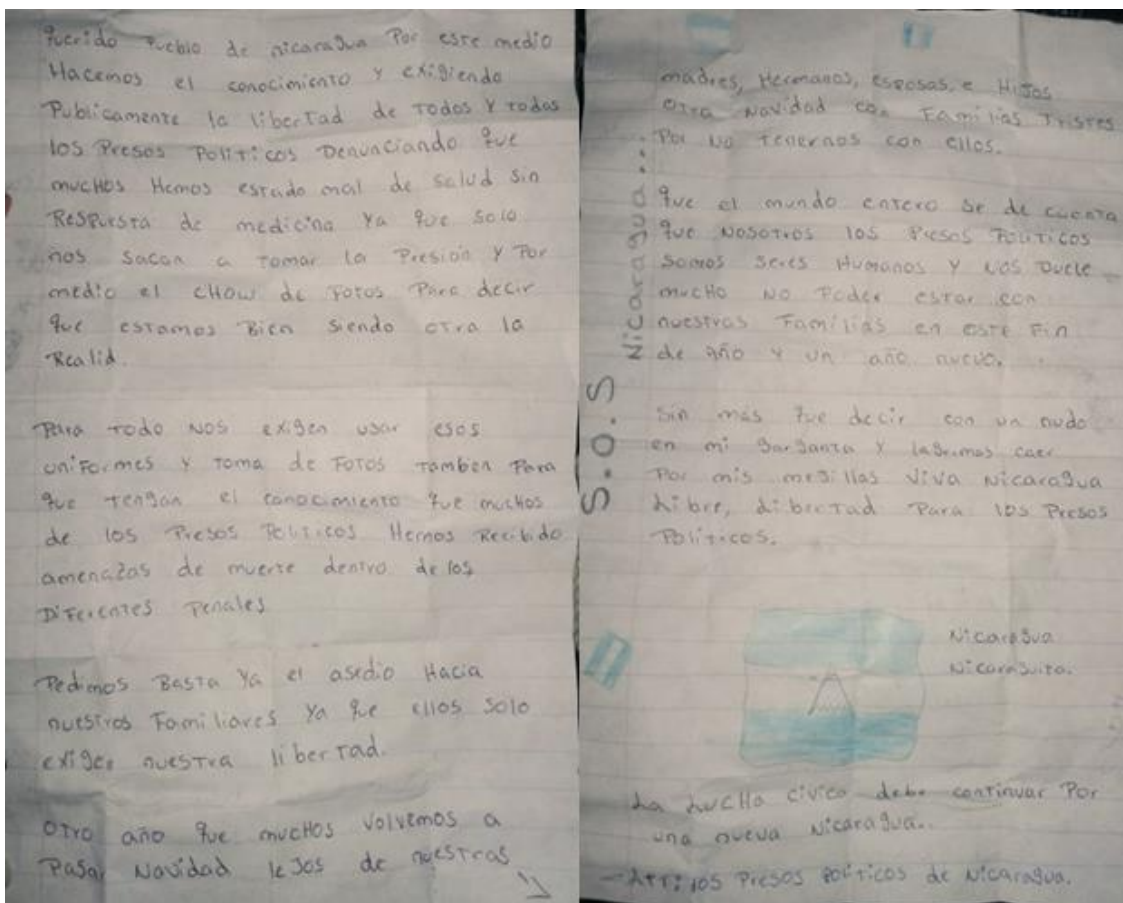 Querido Pueblo de nicaragua Por este medio
Hacemos el conocimiento y exigiendo
Publicamente la libertad de Todos y Todas
los Presos Politicos Denunciando que
muchos Hemos estado mal de salud sin
Respuesta de medicina ya que solo
nos sacan a tomar la Presión y Por
medio el CHOW de Fotos Para decir
que estamos Bien siendo otra la
Realid.
Para todo nos exigen usar esos
uniformes y toma de Fotos tambien Para
que tengan el conocimiento que muchos
de los Presos Politicos Hemos Recibido
amenazas de muerte dentro de los
Diferentes Penales
Pedimos Basta ya el asedio Hacia
nuestros Familiares ya que ellos solo
exigen nuestra libertad.
Otro año que muchos volvemos a
Pasar Navidad lejos de nuestras
madres, Hermanos, esposas, e Hijos
Otra Navidad con Familias Tristes
Por no tenernos con ellos.
que el mundo entero se de cuenta
que Nosotros los Presos Politicos
Somos Seres Humanos y nos Duele
mucho no Poder estar con
nuestras Familias en este Fin
de año y un año nuevo.
Sin más que decir con un nudo
en mi garganta y lagrimas caer
Por mis megillas Viva Nicaragua
Libre, Libertad Para los Presos
Politicos.
S.O.S Nicaragua...
Nicaragua
Nicaraguita.
La Lucha civica debe continuar Por
una nueva Nicaragua..
- Att: los Presos Politicos de Nicaragua.